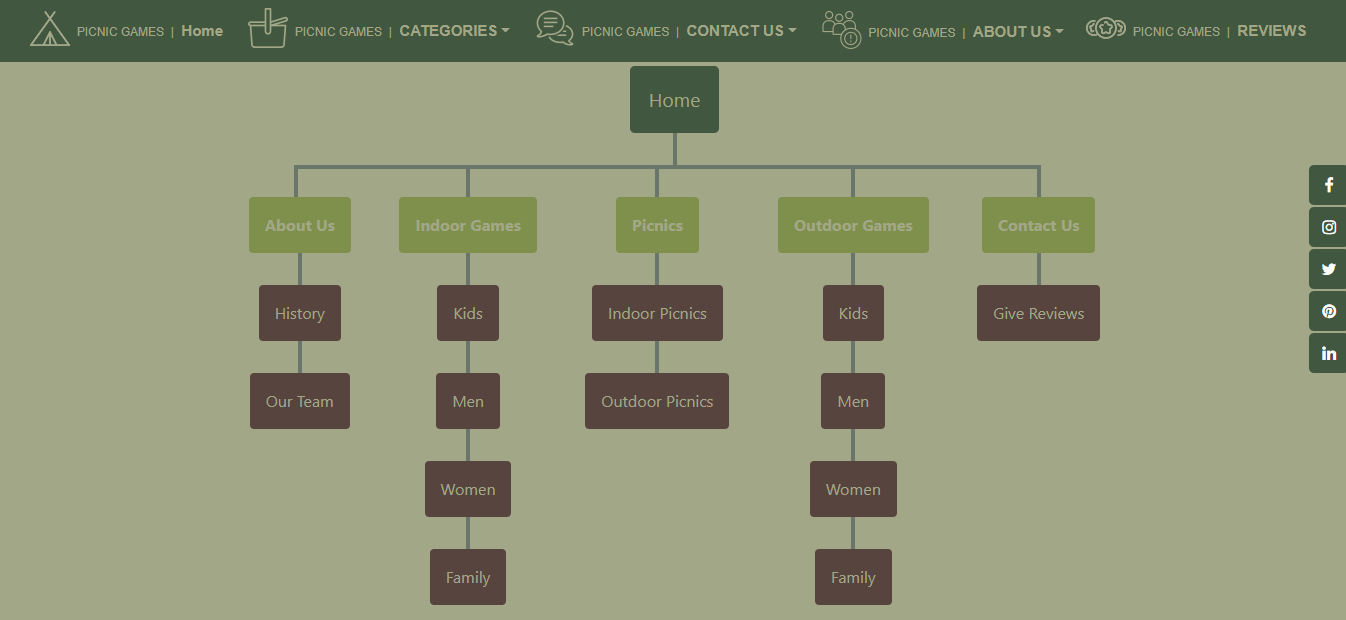 PICNIC GAMES | Home PICNIC GAMES | CATEGORIES PICNIC GAMES | CONTACT US PICNIC GAMES | ABOUT US PICNIC GAMES | REVIEWS
Home
About Us Indoor Games Picnics Outdoor Games Contact Us
History Kids Indoor Picnics Kids Give Reviews
Our Team Men Outdoor Picnics Men
Women Women
Family Family